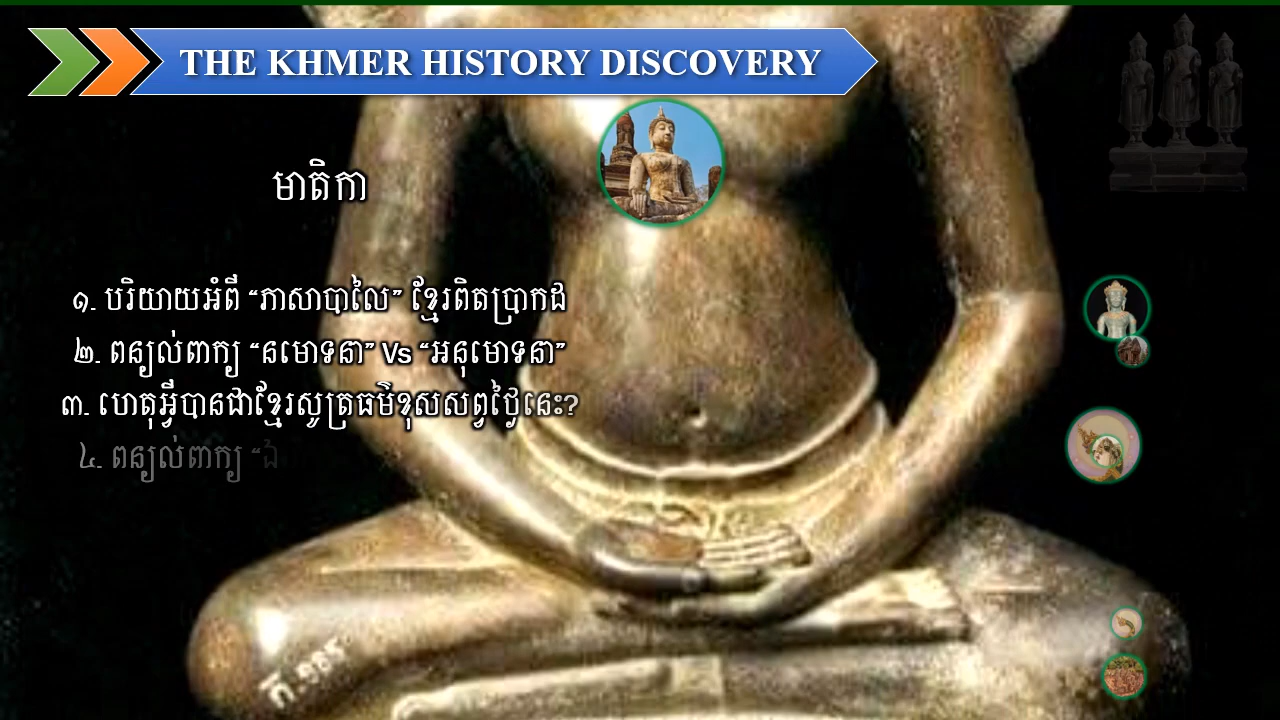 THE KHMER HISTORY DISCOVERY
មាតិកា
១. បរិយាយអំពី “ភាសាបាលៃ” ខ្មែរពិតប្រាកដ
២. ពន្យល់ពាក្យ “នមោទនា” Vs “អនុមោទនា”
៣. ហេតុអ្វីបានជាខ្មែរសូត្រធម៌ខុសសព្វថ្ងៃនេះ?
៤. ពន្យល់ពាក្យ “